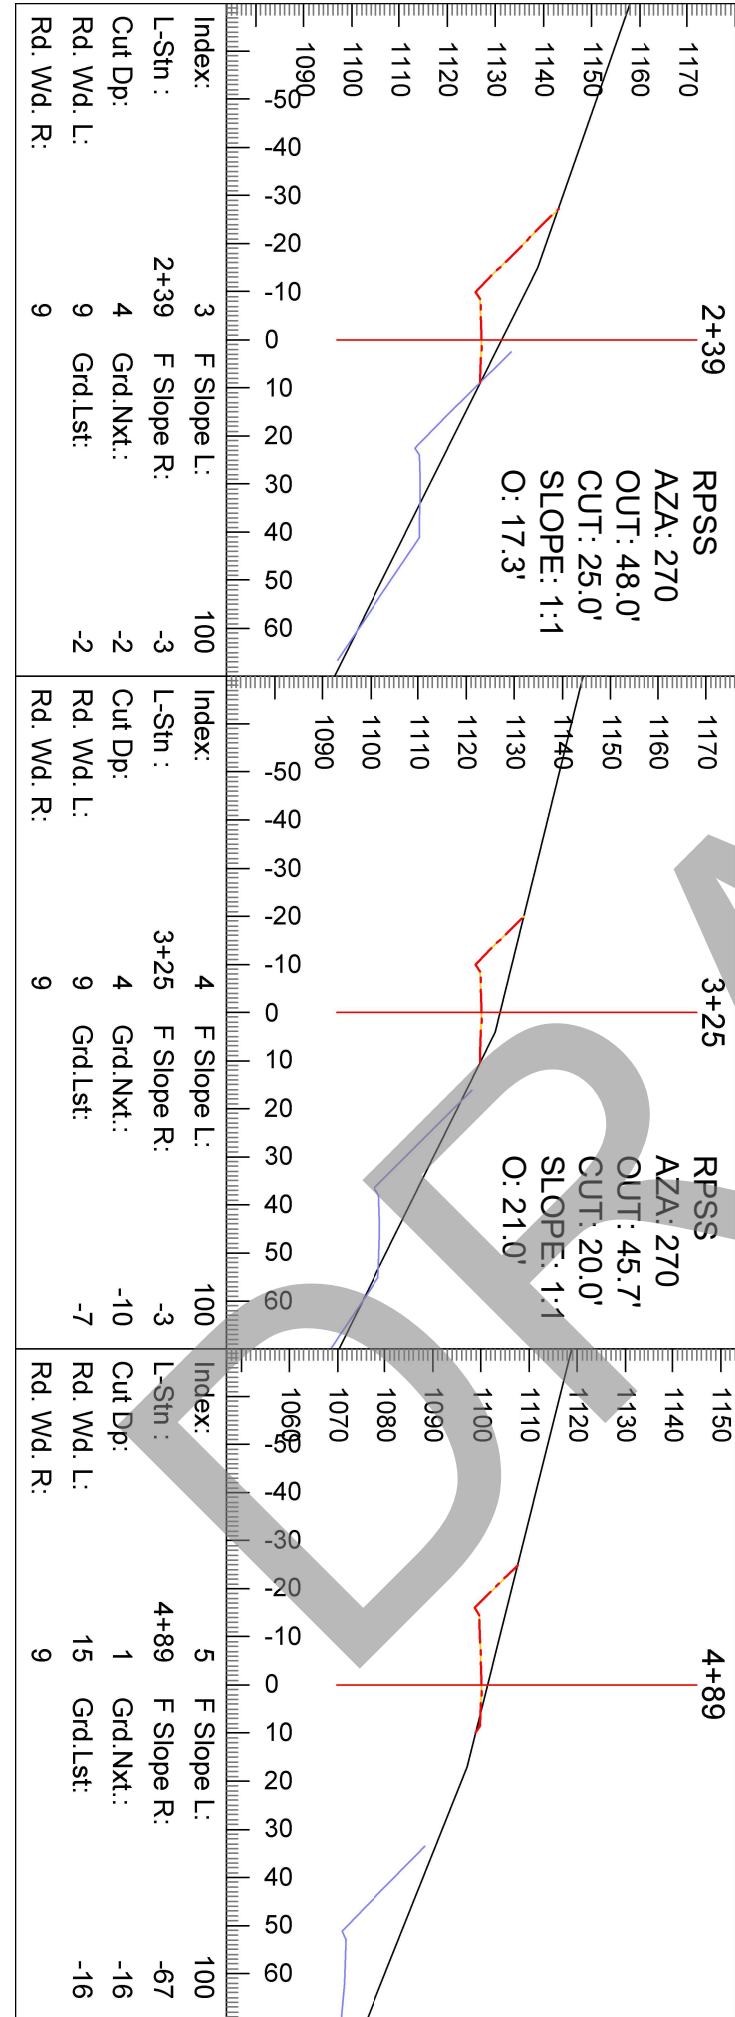 2+39
RPSS
AZA: 270
OUT: 48.0'
CUT: 25.0'
SLOPE: 1:1
O: 17.3'
1170
1160
1150
1140
1130
1120
1110
1100
1090
-50 -40 -30 -20 -10 0 10 20 30 40 50 60
Index: 3 F Slope L: 100
L-Stn : 2+39 F Slope R: -3
Cut Dp: 4 Grd.Nxt.: -2
Rd. Wd. L: 9 Grd.Lst: -2
Rd. Wd. R: 9
3+25
RPSS
AZA: 270
OUT: 45.7'
CUT: 20.0'
SLOPE: 1:1
O: 21.0'
1170
1160
1150
1140
1130
1120
1110
1100
1090
-50 -40 -30 -20 -10 0 10 20 30 40 50 60
Index: 4 F Slope L: 100
L-Stn : 3+25 F Slope R: -3
Cut Dp: 4 Grd.Nxt.: -10
Rd. Wd. L: 9 Grd.Lst: -7
Rd. Wd. R: 9
4+89
1150
1140
1130
1120
1110
1100
1090
1080
1070
1060
-50 -40 -30 -20 -10 0 10 20 30 40 50 60
Index: 5 F Slope L: 100
L-Stn : 4+89 F Slope R: -67
Cut Dp: 1 Grd.Nxt.: -16
Rd. Wd. L: 15 Grd.Lst: -16
Rd. Wd. R: 9